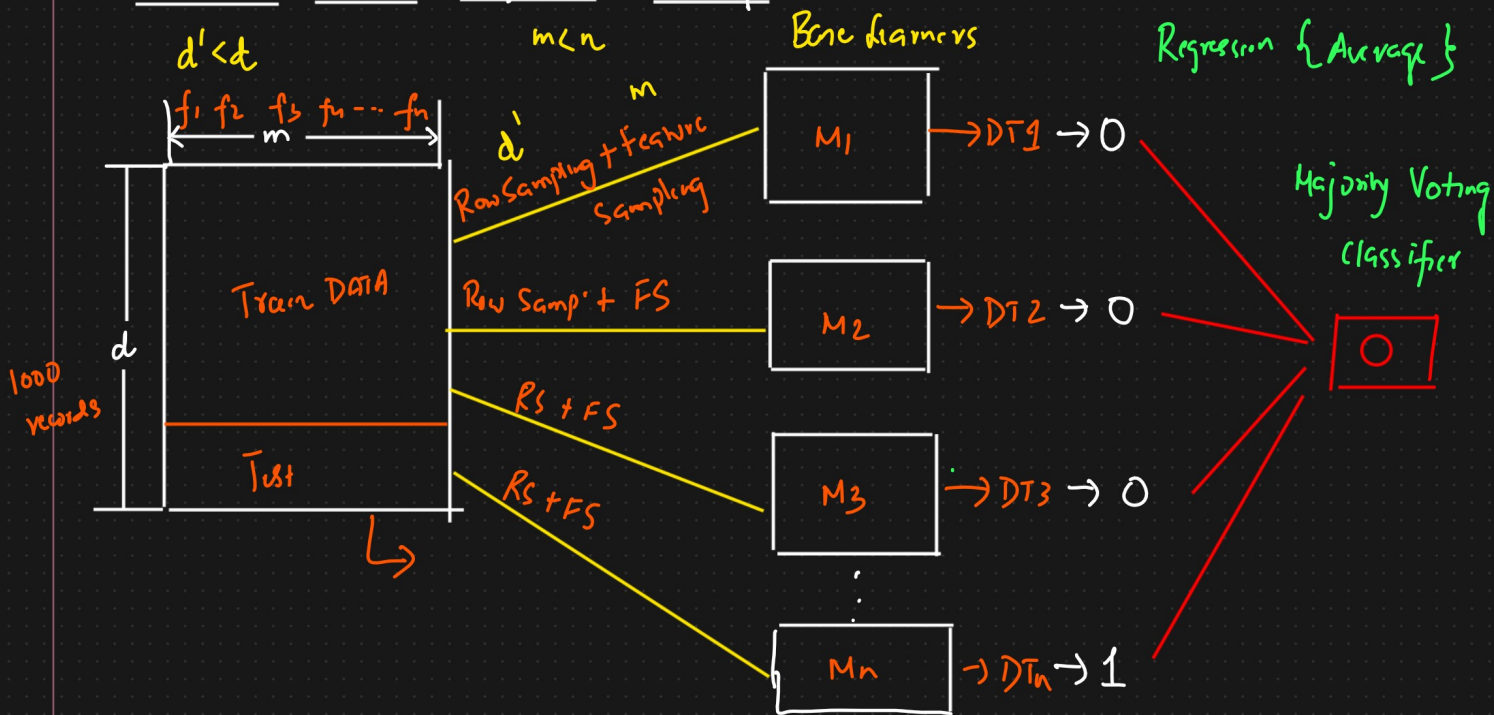 d'<d
m<n
Base learners
Regression { Average }
f1 f2 f3 f4 --- fn
m
d'
m
Row Sampling + Feature
Sampling
M1 → DT1 → 0
Majority Voting
Classifier
Train DATA
Row Samp. + FS
M2 → DT2 → 0
d
0
1000
records
RS + FS
Test
RS + FS
M3 → DT3 → 0
Mn → DTn → 1